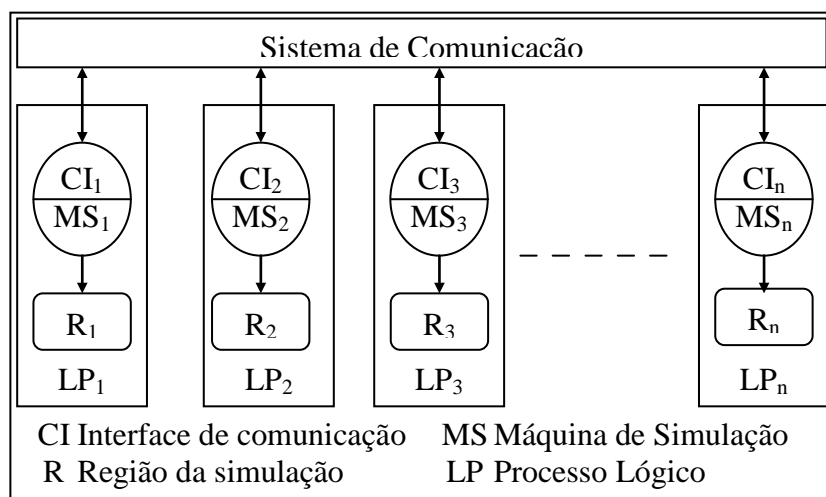 Sistema de Comunicação
CI₁ CI₂ CI₃ CIₙ
MS₁ MS₂ MS₃ MSₙ
R₁ R₂ R₃ Rₙ
LP₁ LP₂ LP₃ LPₙ
CI Interface de comunicação MS Máquina de Simulação
R Região da simulação LP Processo Lógico